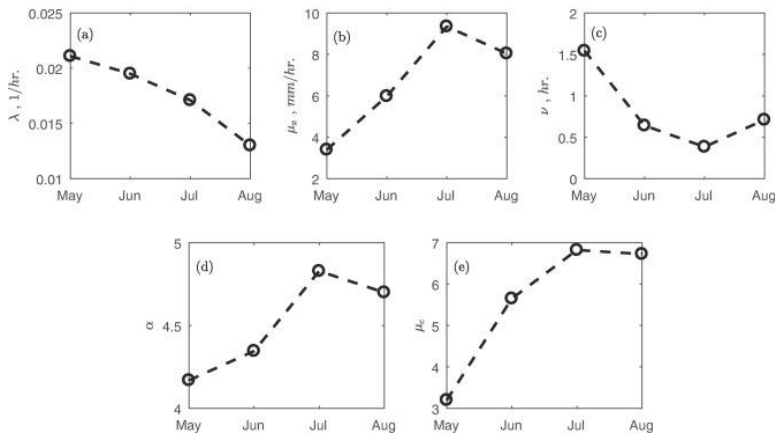 (a)
λ , 1/hr.
0.025
0.02
0.015
0.01
May Jun Jul Aug
(b)
μx , mm/hr.
10
8
6
4
2
May Jun Jul Aug
(c)
ν , hr.
2
1.5
1
0.5
0
May Jun Jul Aug
(d)
α
5
4.5
4
May Jun Jul Aug
(e)
μc
7
6
5
4
3
May Jun Jul Aug